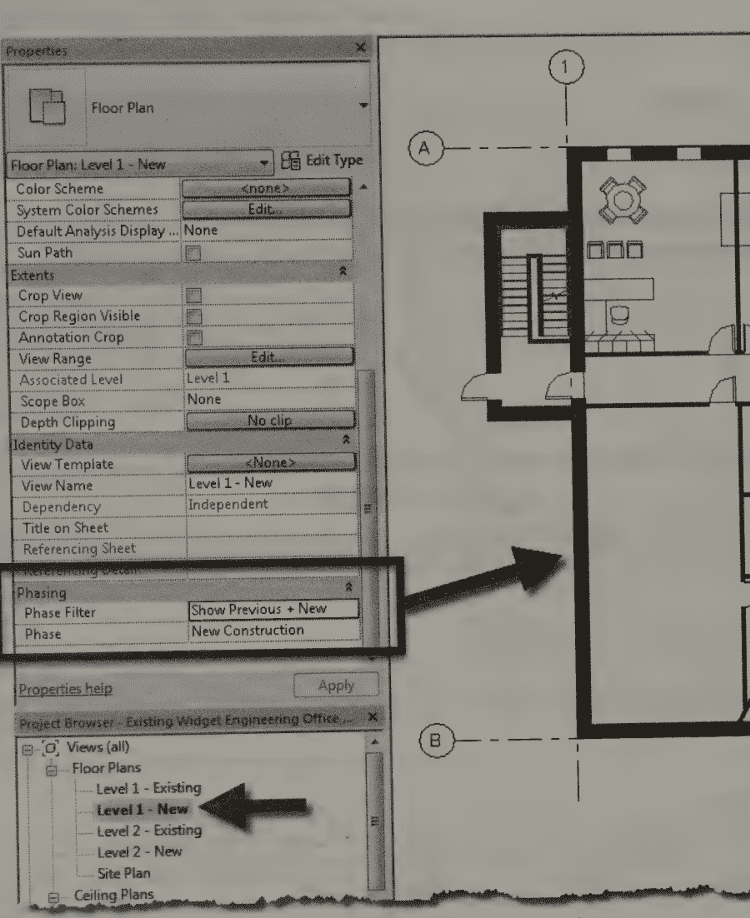 Properties
Floor Plan
Floor Plan: Level 1 - New
Edit Type
Color Scheme <none>
System Color Schemes Edit...
Default Analysis Display ... None
Sun Path
Extents
Crop View
Crop Region Visible
Annotation Crop
View Range Edit...
Associated Level Level 1
Scope Box None
Depth Clipping No clip
Identity Data
View Template <None>
View Name Level 1 - New
Dependency Independent
Title on Sheet
Referencing Sheet
Referencing Detail
Phasing
Phase Filter Show Previous + New
Phase New Construction
Properties help Apply
Project Browser - Existing Widget Engineering Office ...
Views (all)
Floor Plans
Level 1 - Existing
Level 1 - New
Level 2 - Existing
Level 2 - New
Site Plan
Ceiling Plans
1
A
B